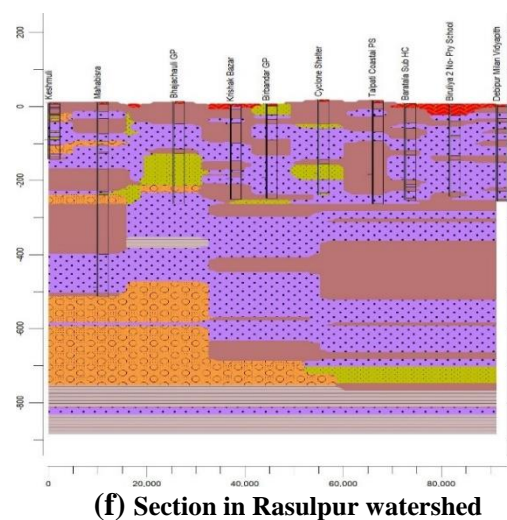 Keshmuli
Mahabisra
Bhajachauli GP
Krishak Bazar
Birbandar GP
Cyclone Shelter
Talpati Coastal PS
Baratala Sub HC
Bhuliya 2 No- Pry School
Debipur Milan Vidyapith
200
0
-200
-400
-600
-800
0
20,000
40,000
60,000
80,000
(f) Section in Rasulpur watershed